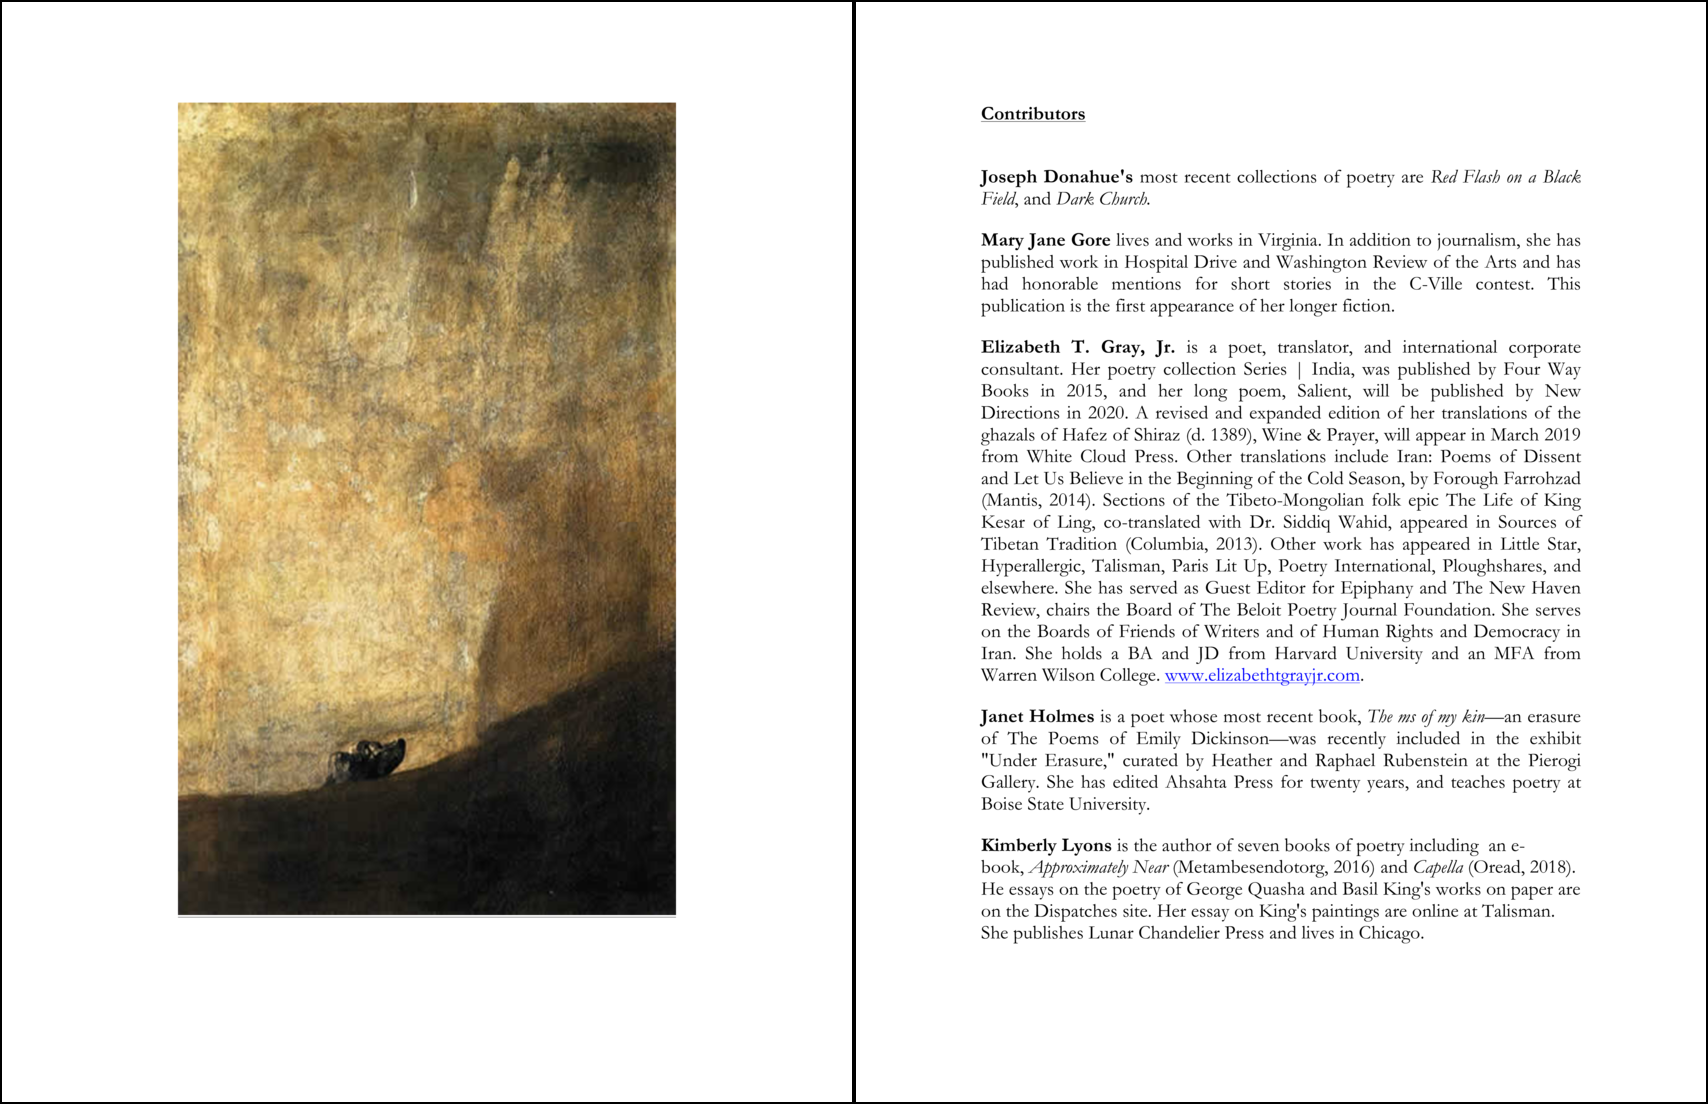 Contributors
Joseph Donahue's most recent collections of poetry are Red Flash on a Black
Field, and Dark Church.
Mary Jane Gore lives and works in Virginia. In addition to journalism, she has
published work in Hospital Drive and Washington Review of the Arts and has
had honorable mentions for short stories in the C-Ville contest. This
publication is the first appearance of her longer fiction.
Elizabeth T. Gray, Jr. is a poet, translator, and international corporate
consultant. Her poetry collection Series | India, was published by Four Way
Books in 2015, and her long poem, Salient, will be published by New
Directions in 2020. A revised and expanded edition of her translations of the
ghazals of Hafez of Shiraz (d. 1389), Wine & Prayer, will appear in March 2019
from White Cloud Press. Other translations include Iran: Poems of Dissent
and Let Us Believe in the Beginning of the Cold Season, by Forough Farrohzad
(Mantis, 2014). Sections of the Tibeto-Mongolian folk epic The Life of King
Kesar of Ling, co-translated with Dr. Siddiq Wahid, appeared in Sources of
Tibetan Tradition (Columbia, 2013). Other work has appeared in Little Star,
Hyperallergic, Talisman, Paris Lit Up, Poetry International, Ploughshares, and
elsewhere. She has served as Guest Editor for Epiphany and The New Haven
Review, chairs the Board of The Beloit Poetry Journal Foundation. She serves
on the Boards of Friends of Writers and of Human Rights and Democracy in
Iran. She holds a BA and JD from Harvard University and an MFA from
Warren Wilson College. www.elizabethtgrayjr.com.
Janet Holmes is a poet whose most recent book, The ms of my kin—an erasure
of The Poems of Emily Dickinson—was recently included in the exhibit
"Under Erasure," curated by Heather and Raphael Rubenstein at the Pierogi
Gallery. She has edited Ahsahta Press for twenty years, and teaches poetry at
Boise State University.
Kimberly Lyons is the author of seven books of poetry including an e-
book, Approximately Near (Metambesendotorg, 2016) and Capella (Oread, 2018).
He essays on the poetry of George Quasha and Basil King's works on paper are
on the Dispatches site. Her essay on King's paintings are online at Talisman.
She publishes Lunar Chandelier Press and lives in Chicago.